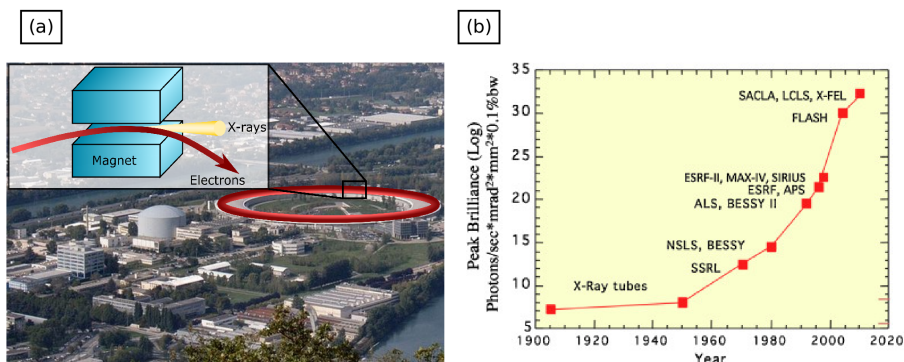 (a)
X-rays
Magnet
Electrons
(b)
Peak Brilliance (Log)
Photons/sec*mrad²*mm²*0,1%bw
35
30
25
20
15
10
5
SACLA, LCLS, X-FEL
FLASH
ESRF-II, MAX-IV, SIRIUS
ESRF, APS
ALS, BESSY II
NSLS, BESSY
SSRL
X-Ray tubes
1900 1920 1940 1960 1980 2000 2020
Year